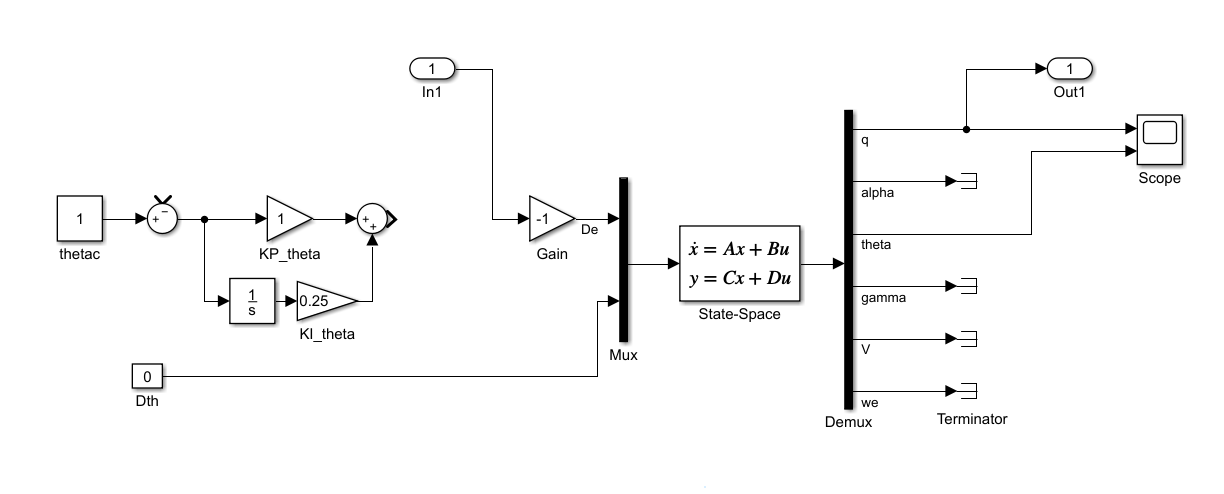 1
In1
1
Out1
q
Scope
alpha
1
thetac
+
−
1
KP_theta
+
+
-1
Gain
De
ẋ = Ax + Bu
y = Cx + Du
State-Space
theta
1
s
0.25
KI_theta
gamma
Mux
V
0
Dth
we
Demux
Terminator